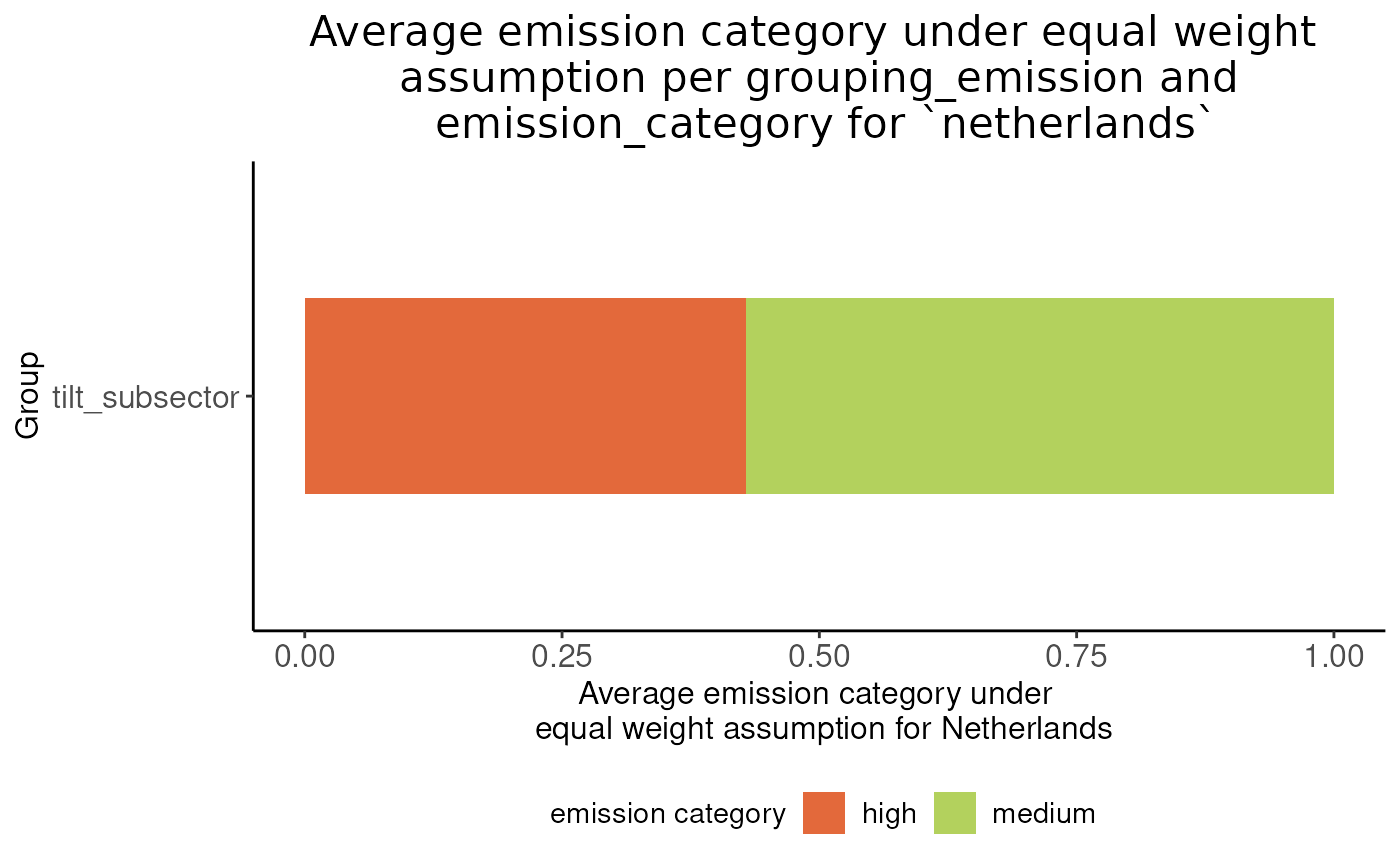 Average emission category under equal weight
assumption per grouping_emission and
emission_category for `netherlands`
Group
tilt_subsector
0.00 0.25 0.50 0.75 1.00
Average emission category under
equal weight assumption for Netherlands
emission category high medium